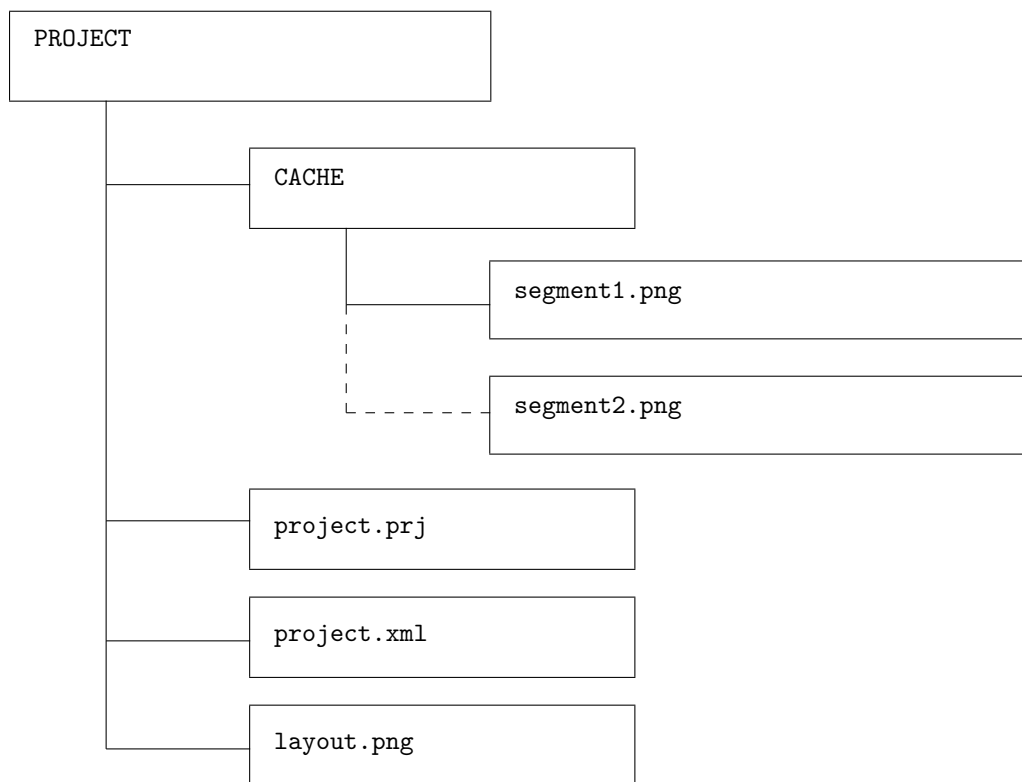 PROJECT
CACHE
segment1.png
segment2.png
project.prj
project.xml
layout.png